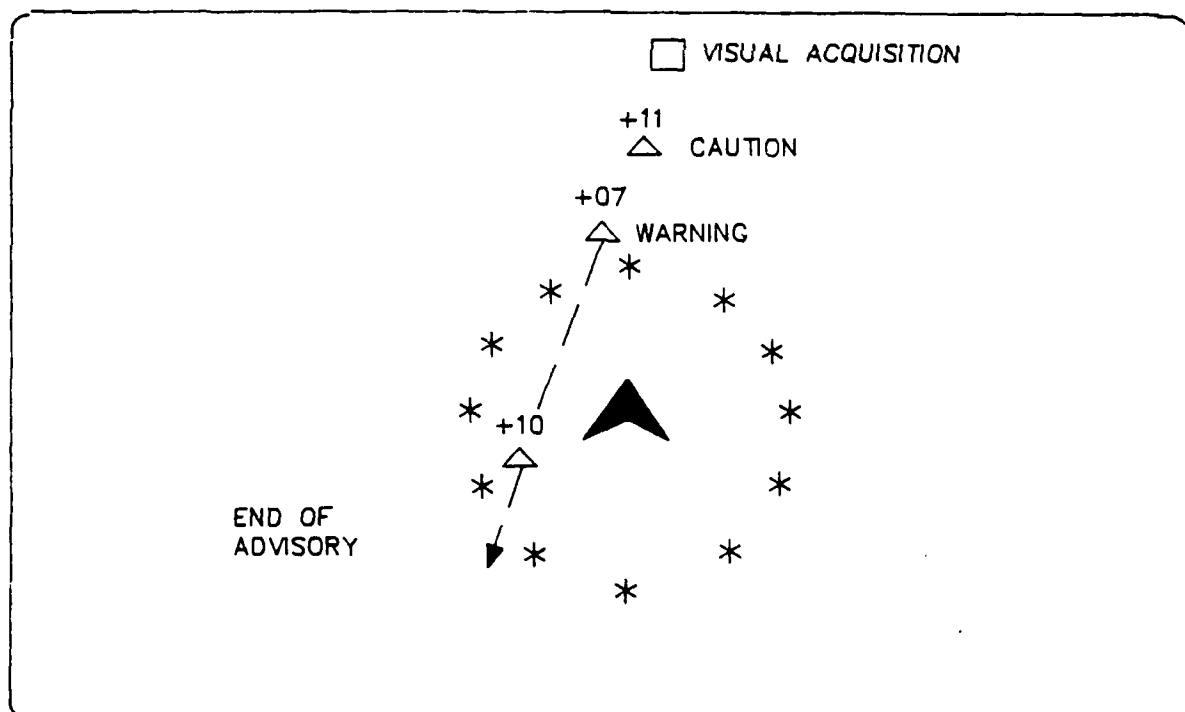 VISUAL ACQUISITION
+11
CAUTION
+07
WARNING
+10
END OF
ADVISORY